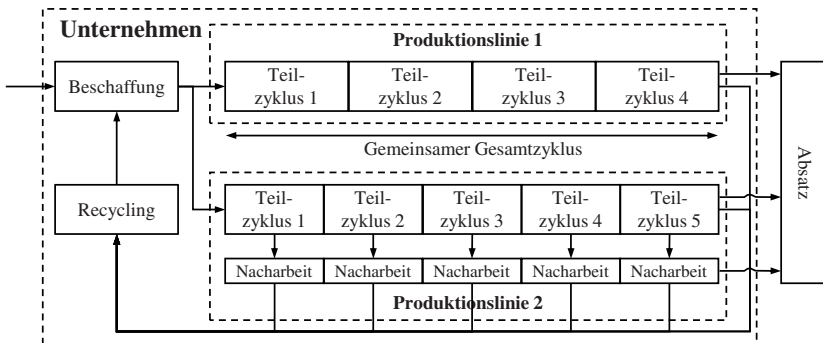 Unternehmen
Produktionslinie 1
Beschaffung
Teil-
zyklus 1
Teil-
zyklus 2
Teil-
zyklus 3
Teil-
zyklus 4
Gemeinsamer Gesamtzyklus
Absatz
Recycling
Teil-
zyklus 1
Teil-
zyklus 2
Teil-
zyklus 3
Teil-
zyklus 4
Teil-
zyklus 5
Nacharbeit
Nacharbeit
Nacharbeit
Nacharbeit
Nacharbeit
Produktionslinie 2